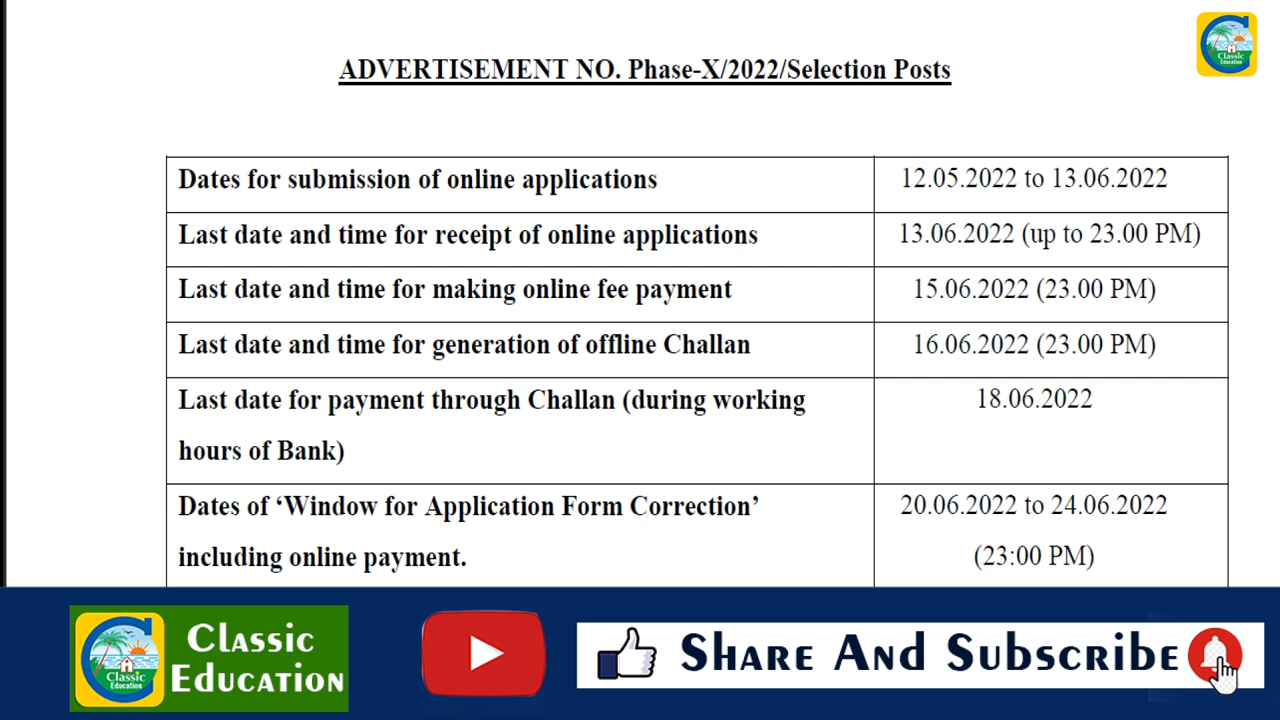 Classic
Education
ADVERTISEMENT NO. Phase-X/2022/Selection Posts
Dates for submission of online applications 12.05.2022 to 13.06.2022
Last date and time for receipt of online applications 13.06.2022 (up to 23.00 PM)
Last date and time for making online fee payment 15.06.2022 (23.00 PM)
Last date and time for generation of offline Challan 16.06.2022 (23.00 PM)
Last date for payment through Challan (during working 18.06.2022
hours of Bank)
Dates of ‘Window for Application Form Correction’ 20.06.2022 to 24.06.2022
including online payment. (23:00 PM)
Classic
Education
Classic
Education
Share And Subscribe